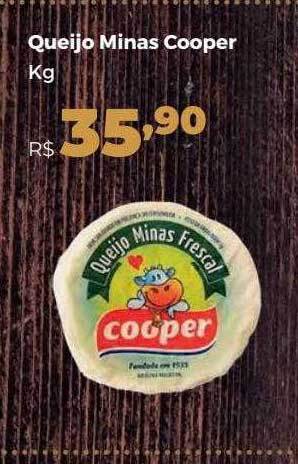 Queijo Minas Cooper
Kg
R$ 35,90
Queijo Minas Frescal
cooper
Fundada em 1935